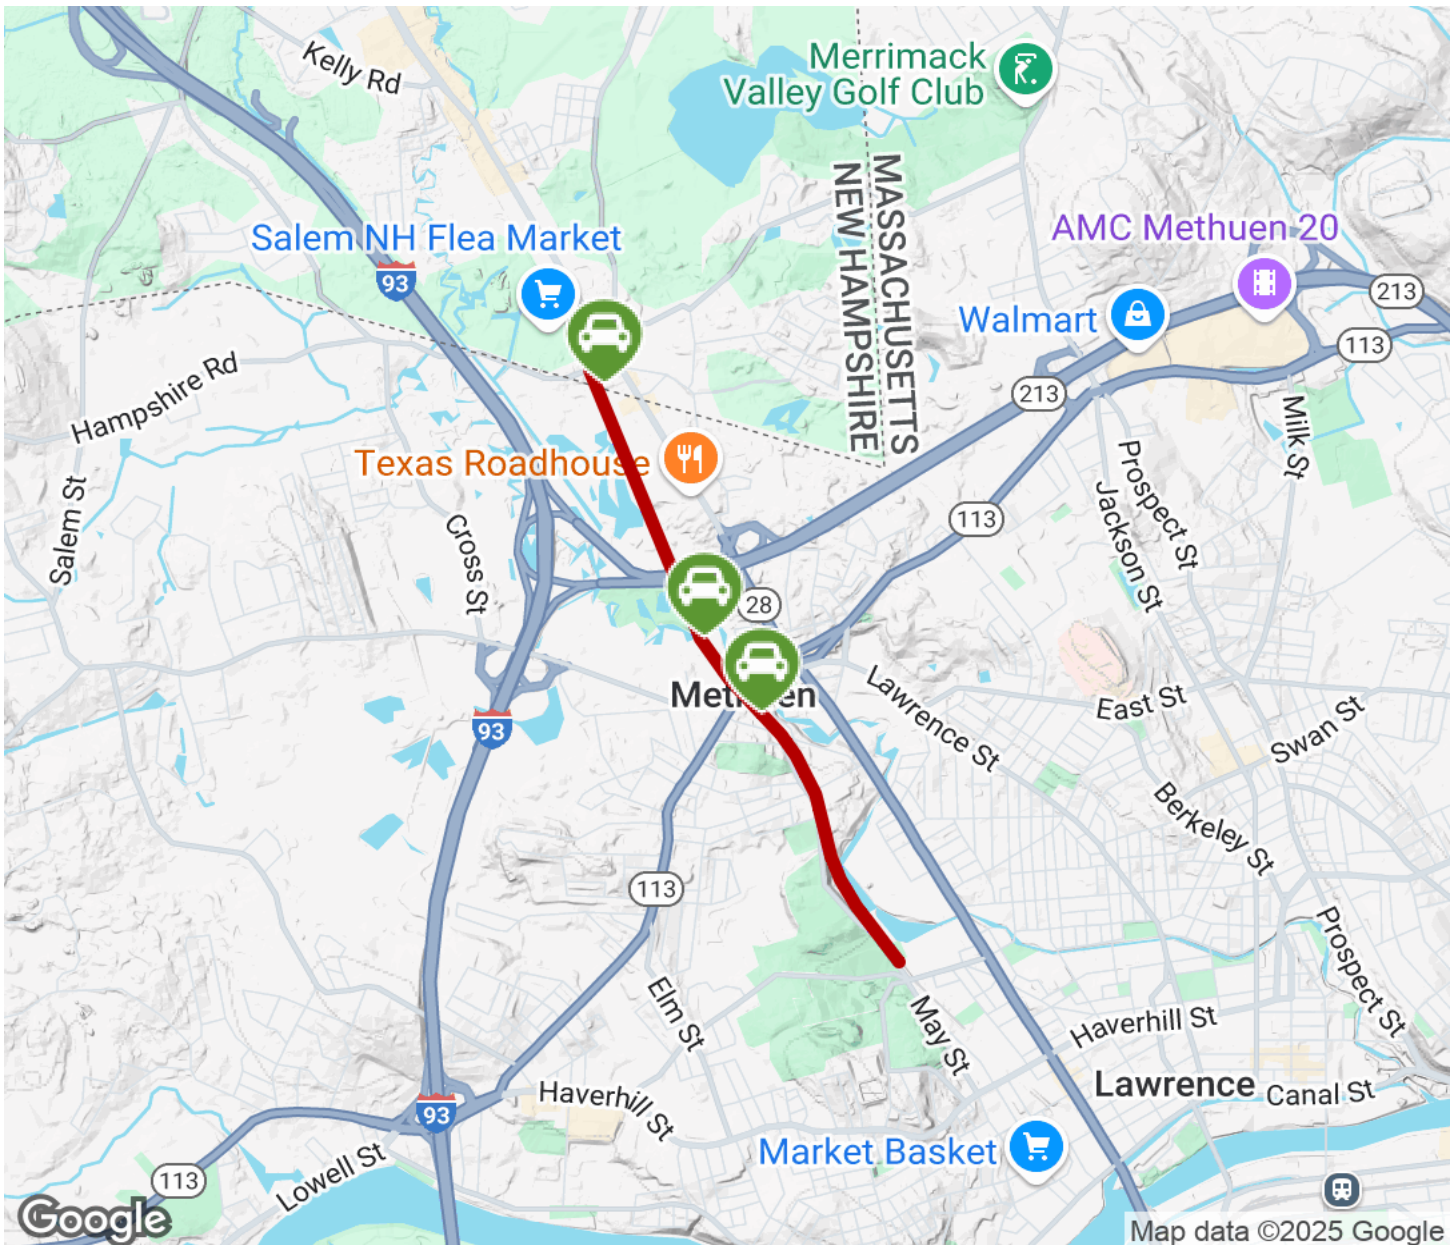 Kelly Rd
Merrimack
Valley Golf Club
MASSACHUSETTS
NEW HAMPSHIRE
Salem NH Flea Market
93
AMC Methuen 20
213
Walmart
113
213
Hampshire Rd
Milk St
Texas Roadhouse
Prospect St
Jackson St
Salem St
Cross St
113
28
Methuen
Lawrence St
East St
Swan St
93
Berkeley St
113
Prospect St
Elm St
May St
Haverhill St
93
Haverhill St
Lawrence
Canal St
Market Basket
Lowell St
113
Google
Map data ©2025 Google